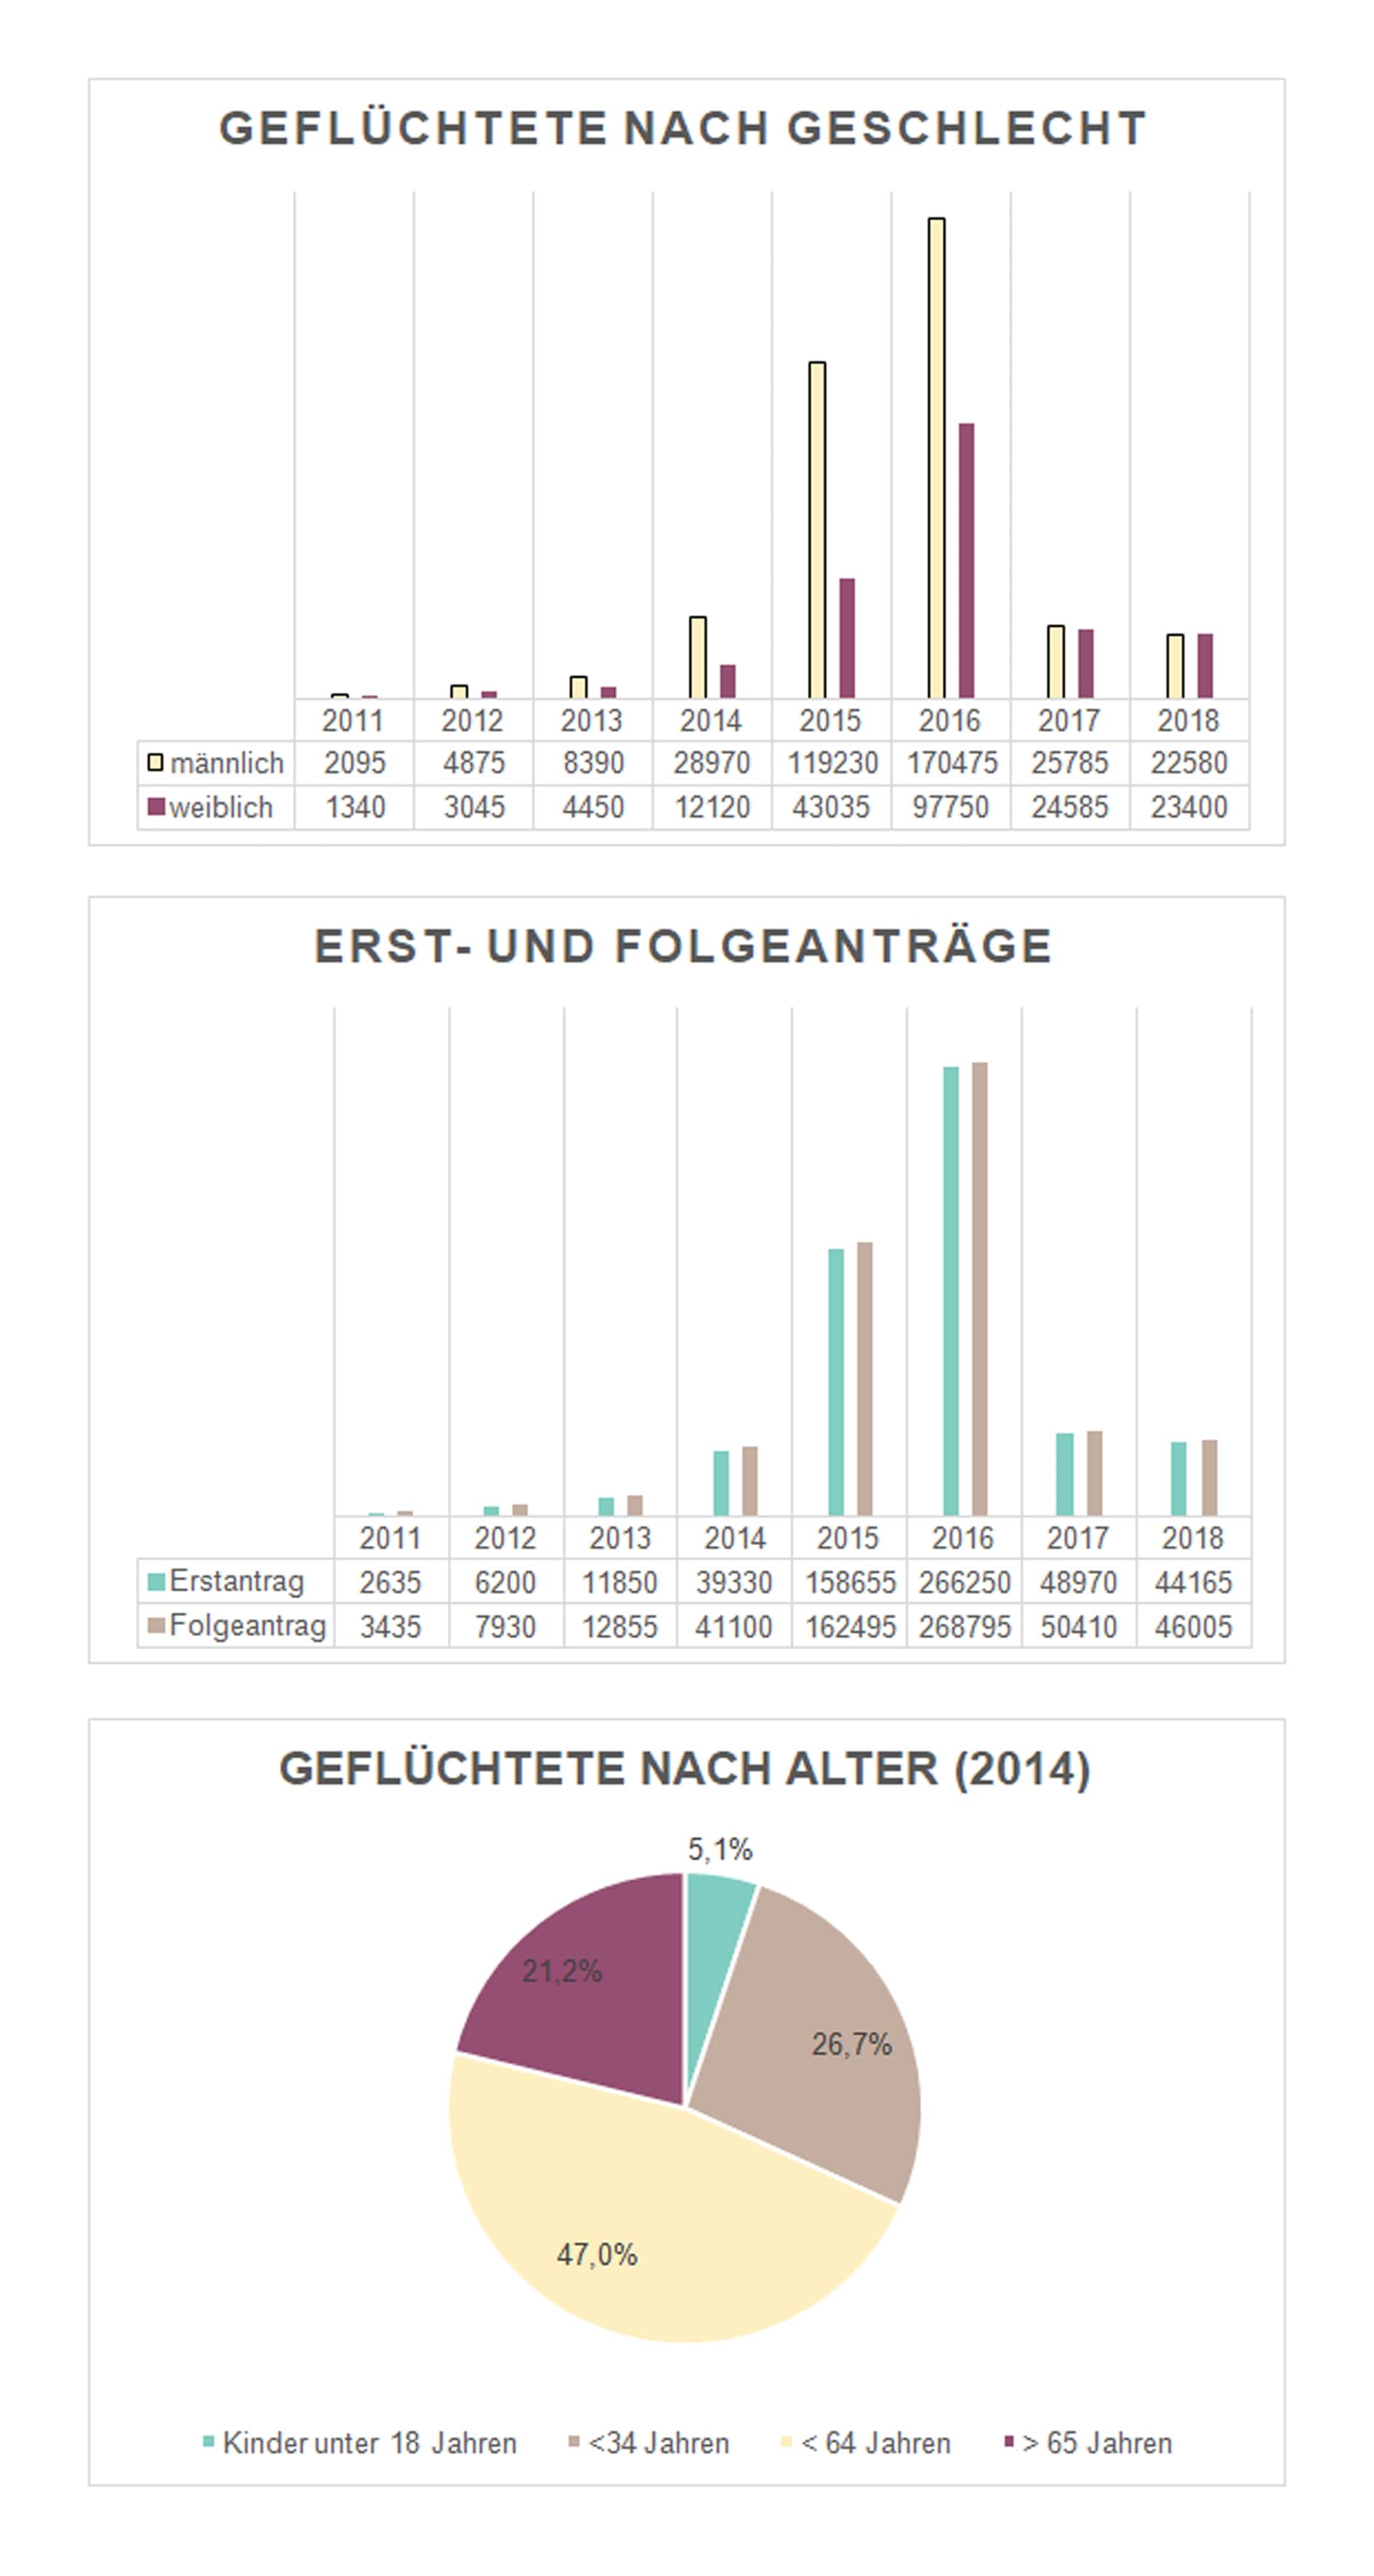 GEFLÜCHTETE NACH GESCHLECHT
2011 2012 2013 2014 2015 2016 2017 2018
männlich 2095 4875 8390 28970 119230 170475 25785 22580
weiblich 1340 3045 4450 12120 43035 97750 24585 23400
ERST- UND FOLGEANTRÄGE
2011 2012 2013 2014 2015 2016 2017 2018
Erstantrag 2635 6200 11850 39330 158655 266250 48970 44165
Folgeantrag 3435 7930 12855 41100 162495 268795 50410 46005
GEFLÜCHTETE NACH ALTER (2014)
5,1%
21,2%
26,7%
47,0%
Kinder unter 18 Jahren <34 Jahren < 64 Jahren > 65 Jahren